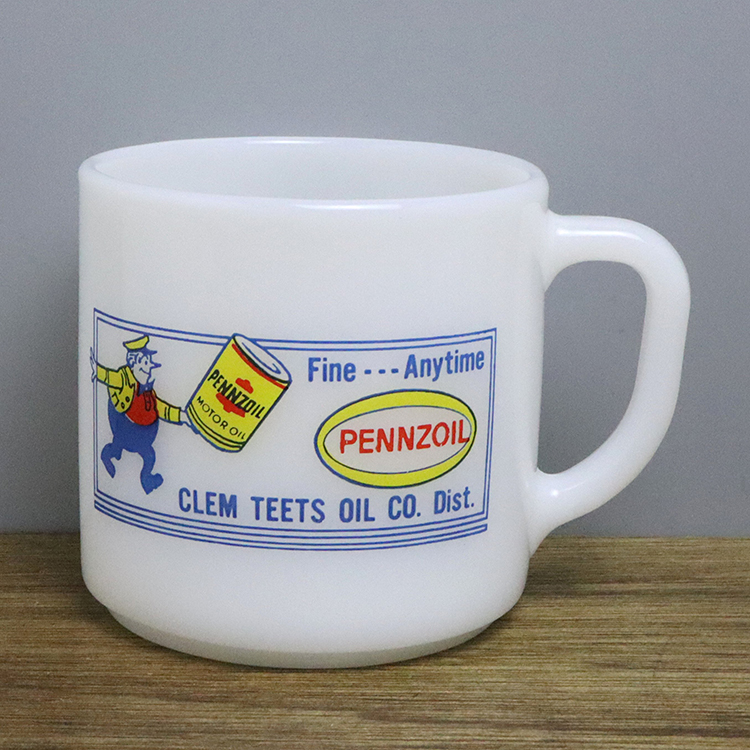 Fine --- Anytime
PENNZOIL
MOTOR OIL
PENNZOIL
CLEM TEETS OIL CO. Dist.